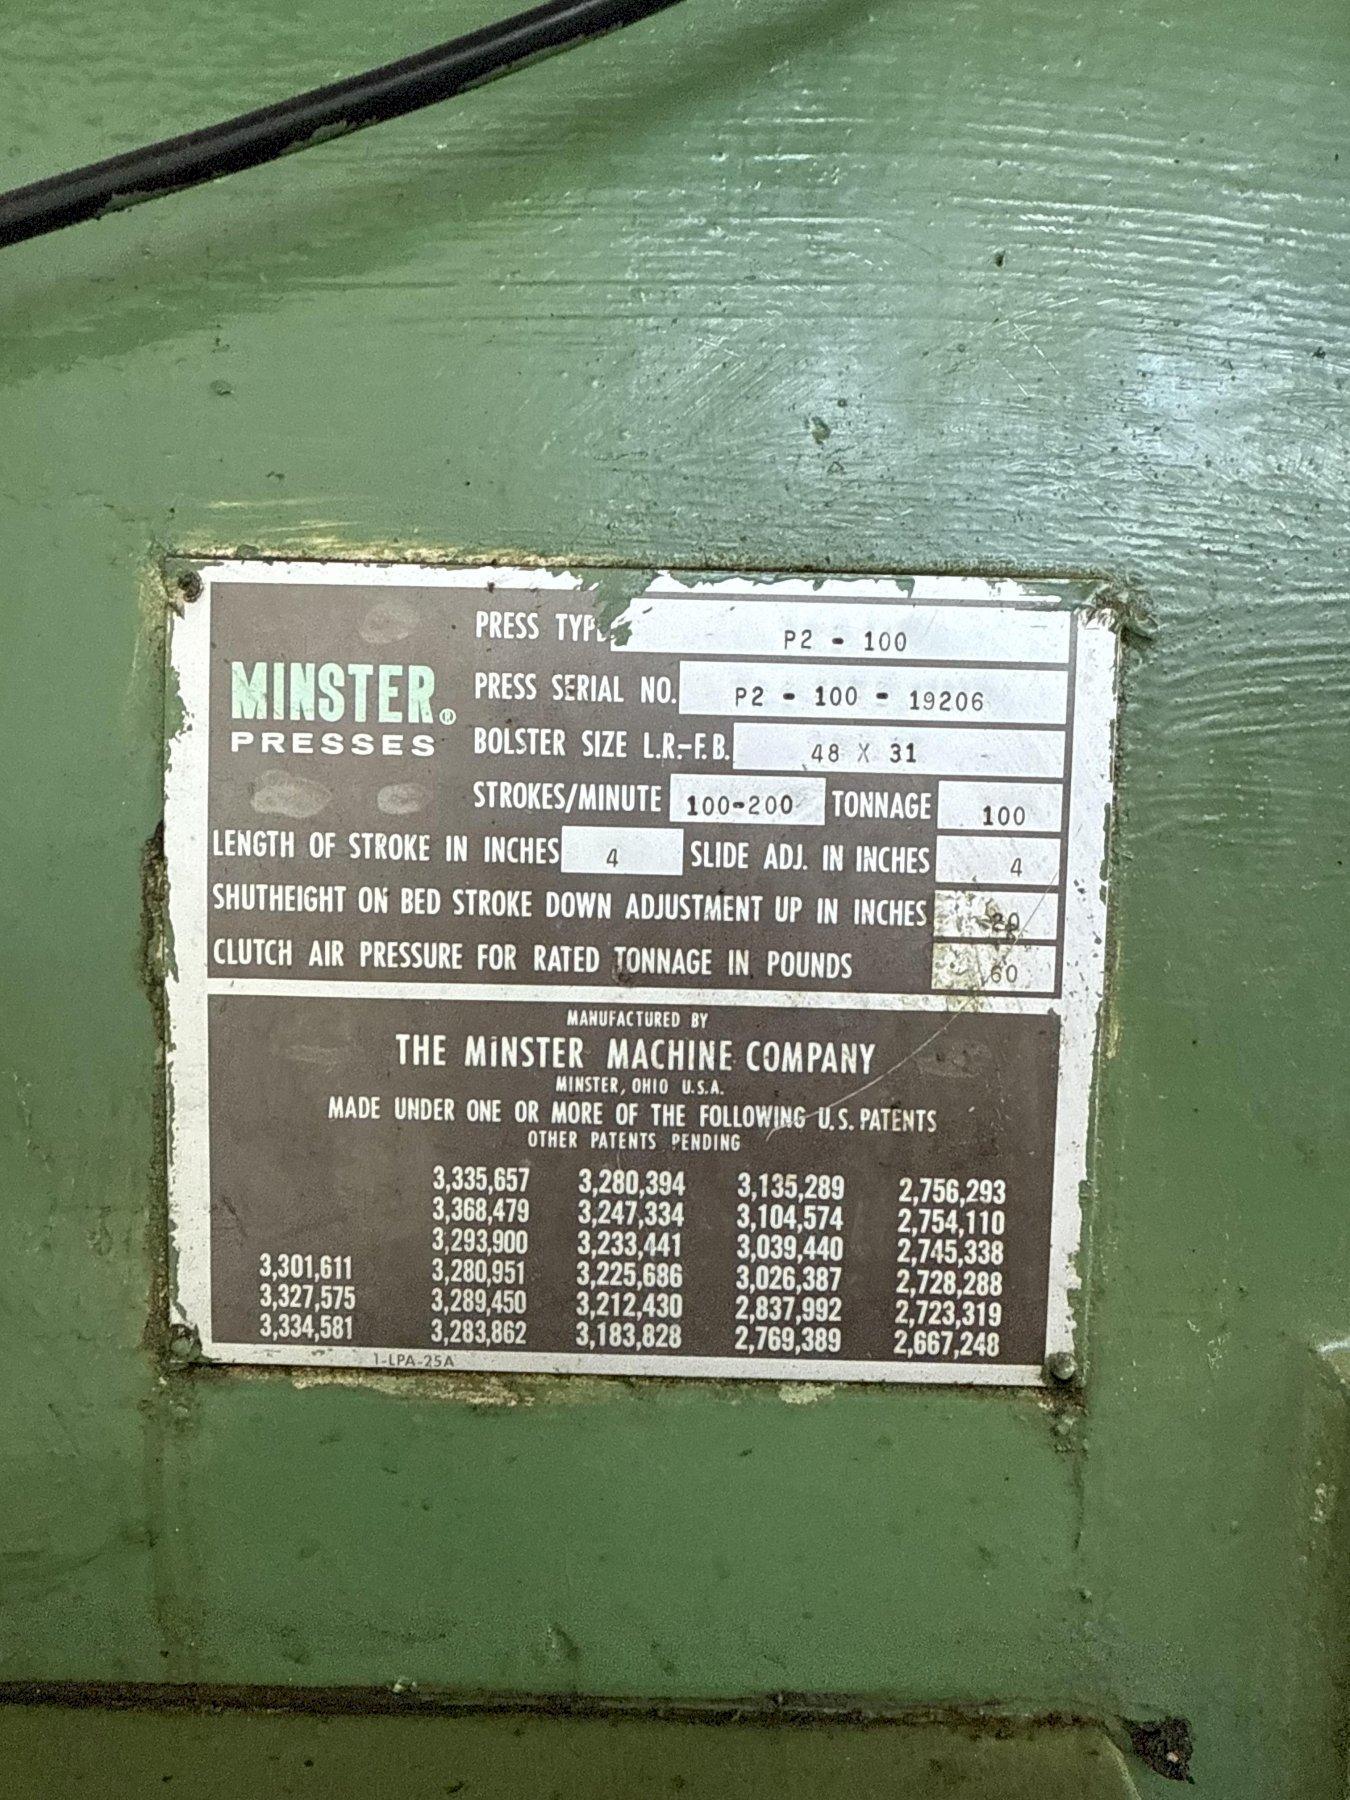 PRESS TYPE P2 - 100
MINSTER®
PRESSES
PRESS SERIAL NO. P2 - 100 - 19206
BOLSTER SIZE L.R.-F.B. 48 X 31
STROKES/MINUTE 100-200 TONNAGE 100
LENGTH OF STROKE IN INCHES 4 SLIDE ADJ. IN INCHES 4
SHUTHEIGHT ON BED STROKE DOWN ADJUSTMENT UP IN INCHES 20
CLUTCH AIR PRESSURE FOR RATED TONNAGE IN POUNDS 60
MANUFACTURED BY
THE MINSTER MACHINE COMPANY
MINSTER, OHIO U.S.A.
MADE UNDER ONE OR MORE OF THE FOLLOWING U.S. PATENTS
OTHER PATENTS PENDING
3,335,657 3,280,394 3,135,289 2,756,293
3,368,479 3,247,334 3,104,574 2,754,110
3,293,900 3,233,441 3,039,440 2,745,338
3,301,611 3,280,951 3,225,686 3,026,387 2,728,288
3,327,575 3,289,450 3,212,430 2,837,992 2,723,319
3,334,581 3,283,862 3,183,828 2,769,389 2,667,248
1-LPA-25A